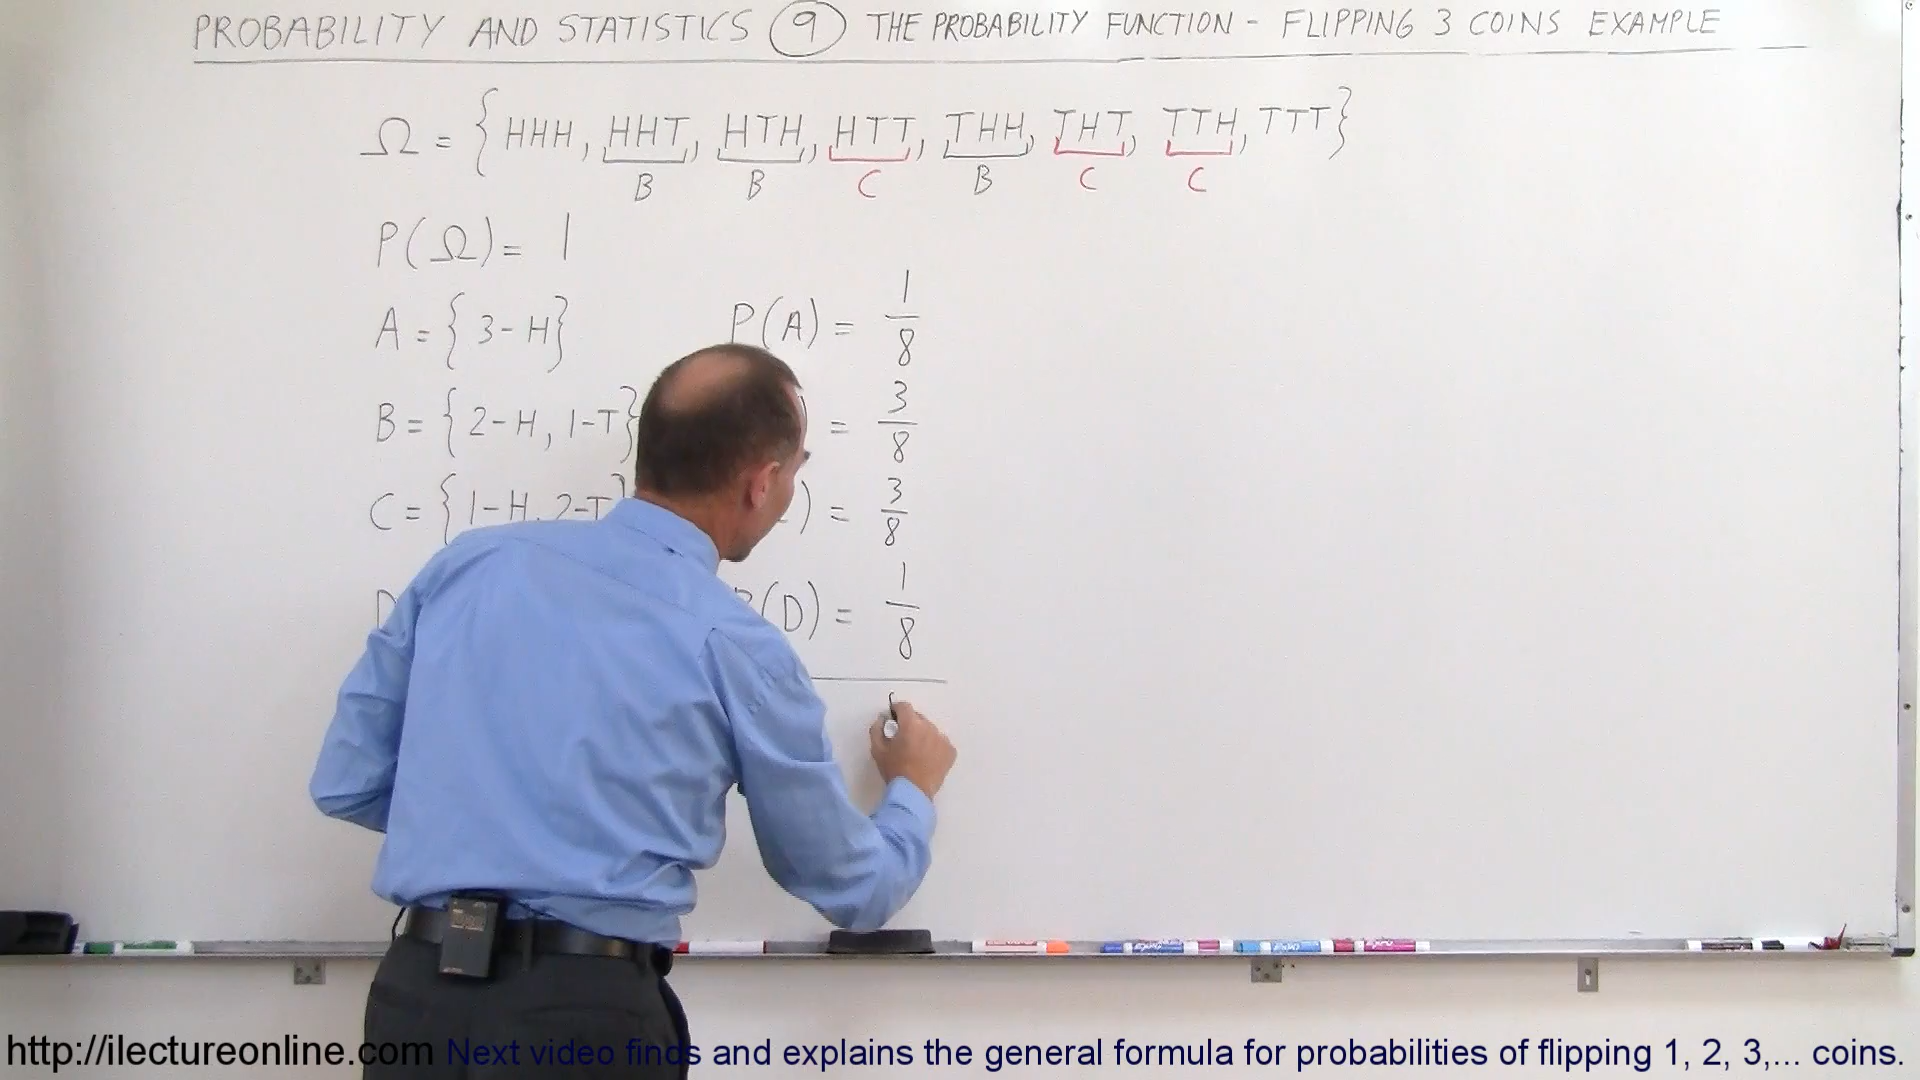 PROBABILITY AND STATISTICS 9 THE PROBABILITY FUNCTION - FLIPPING 3 COINS EXAMPLE
Ω = { HHH, HHT, HTH, HTT, THH, THT, TTH, TTT}
B B C B C C
P(Ω) = 1
A = {3-H} P(A) = 1/8
B = {2-H, 1-T} ) = 3/8
C = {1-H, 2-T} ) = 3/8
D (D) = 1/8
http://ilectureonline.com Next video finds and explains the general formula for probabilities of flipping 1, 2, 3,... coins.